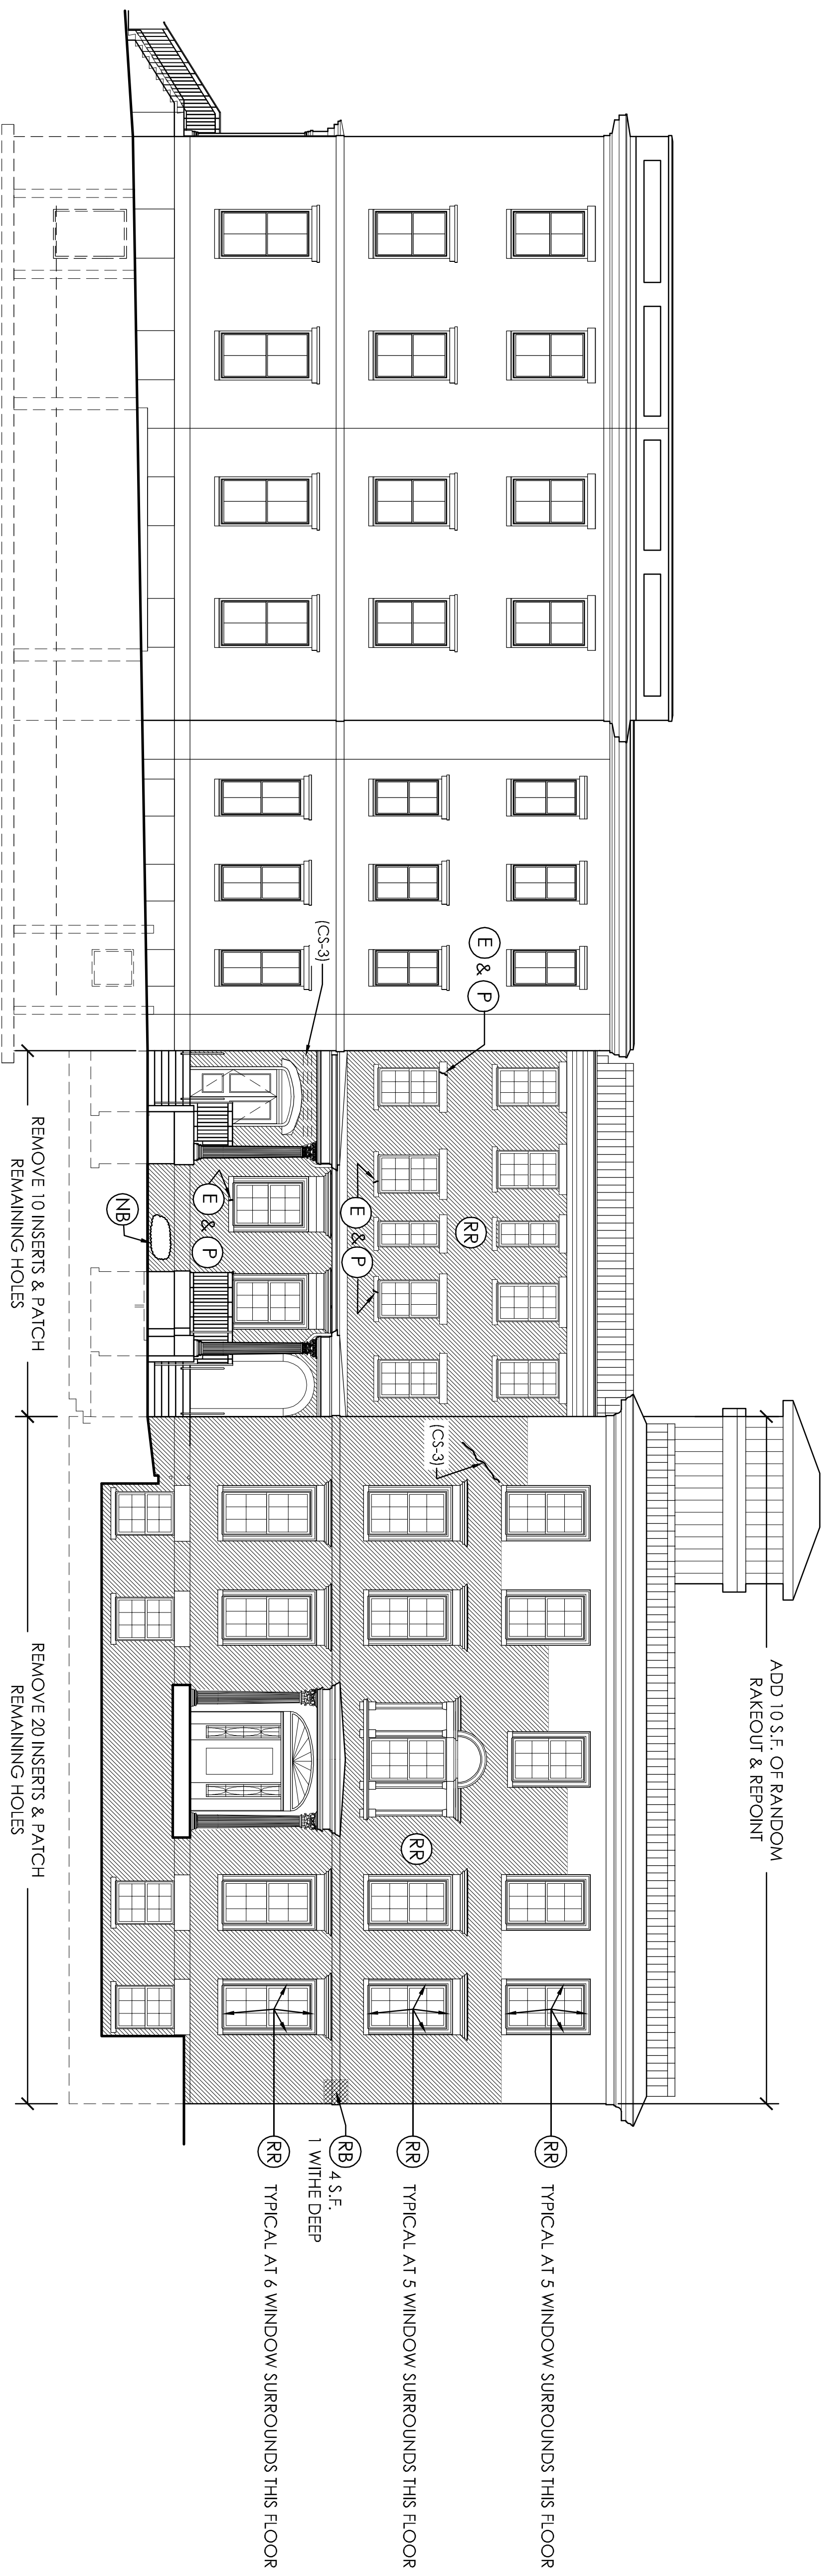 ADD 10 S.F. OF RANDOM
RAKEOUT & REPOINT
RR TYPICAL AT 5 WINDOW SURROUNDS THIS FLOOR
E & P
RR
(CS-3)
RR
RR TYPICAL AT 5 WINDOW SURROUNDS THIS FLOOR
E & P
(CS-3)
RB 4 S.F.
1 WITHE DEEP
RR TYPICAL AT 6 WINDOW SURROUNDS THIS FLOOR
E & P
NB
REMOVE 10 INSERTS & PATCH
REMAINING HOLES
REMOVE 20 INSERTS & PATCH
REMAINING HOLES